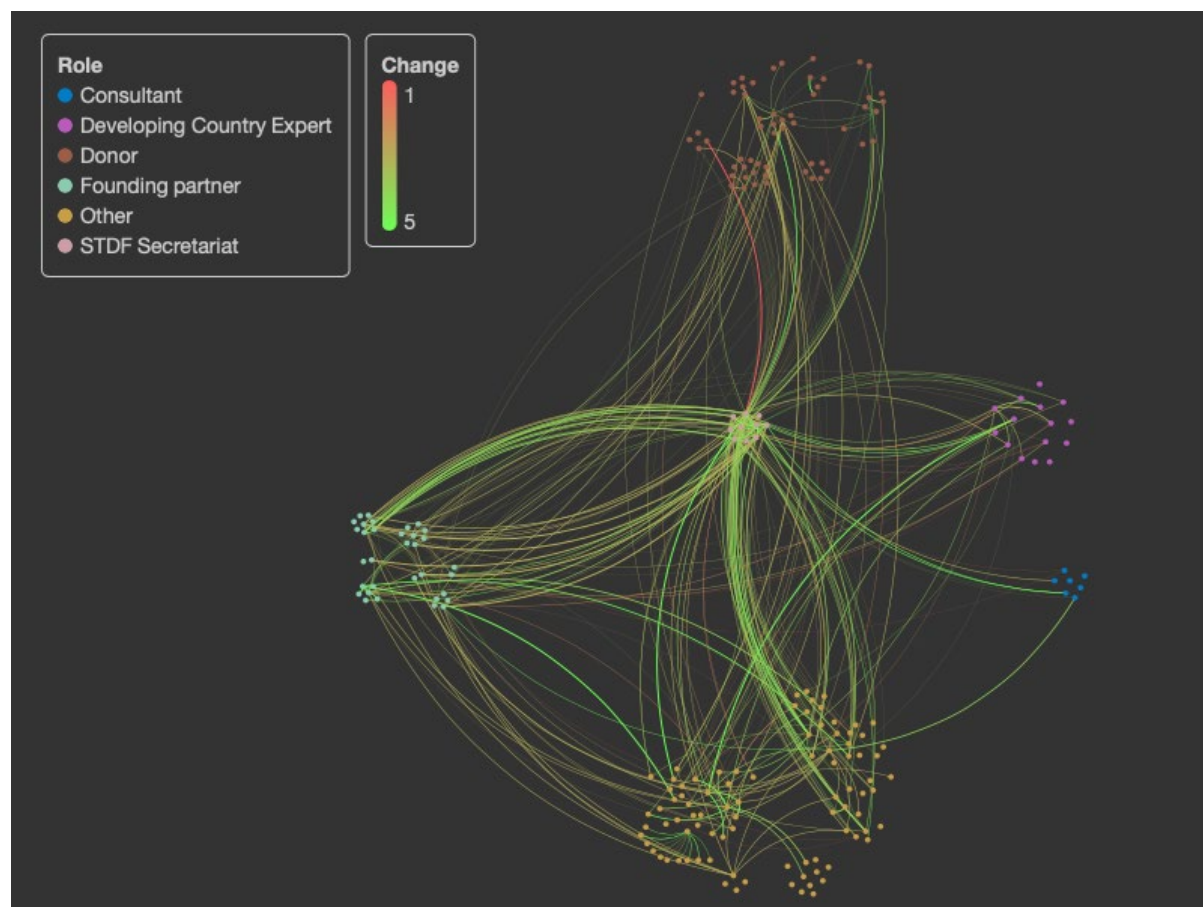 Role
Consultant
Developing Country Expert
Donor
Founding partner
Other
STDF Secretariat
Change
1
5